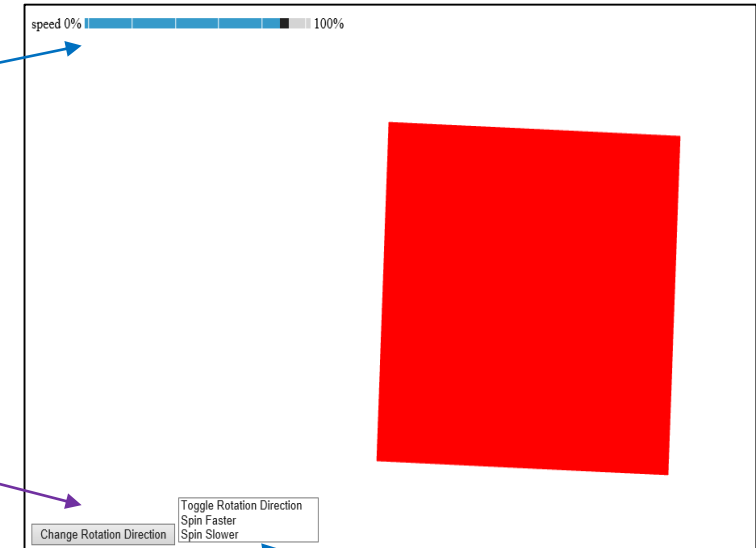 speed 0% 100%
Toggle Rotation Direction
Spin Faster
Change Rotation Direction Spin Slower